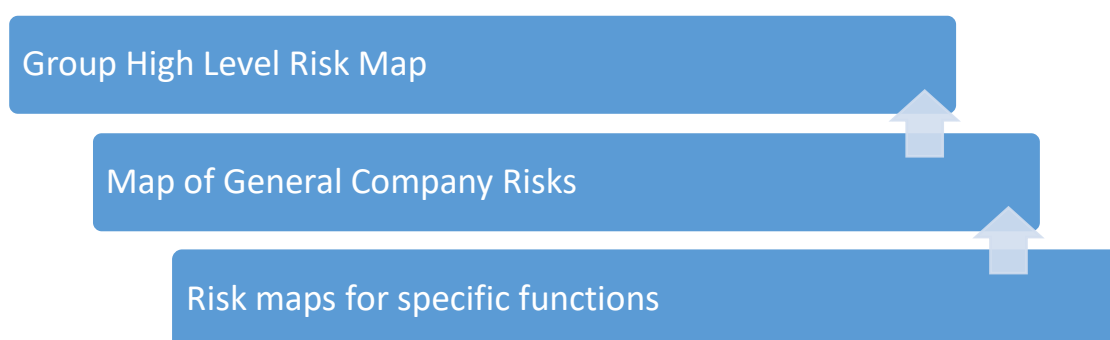 Group High Level Risk Map
Map of General Company Risks
Risk maps for specific functions